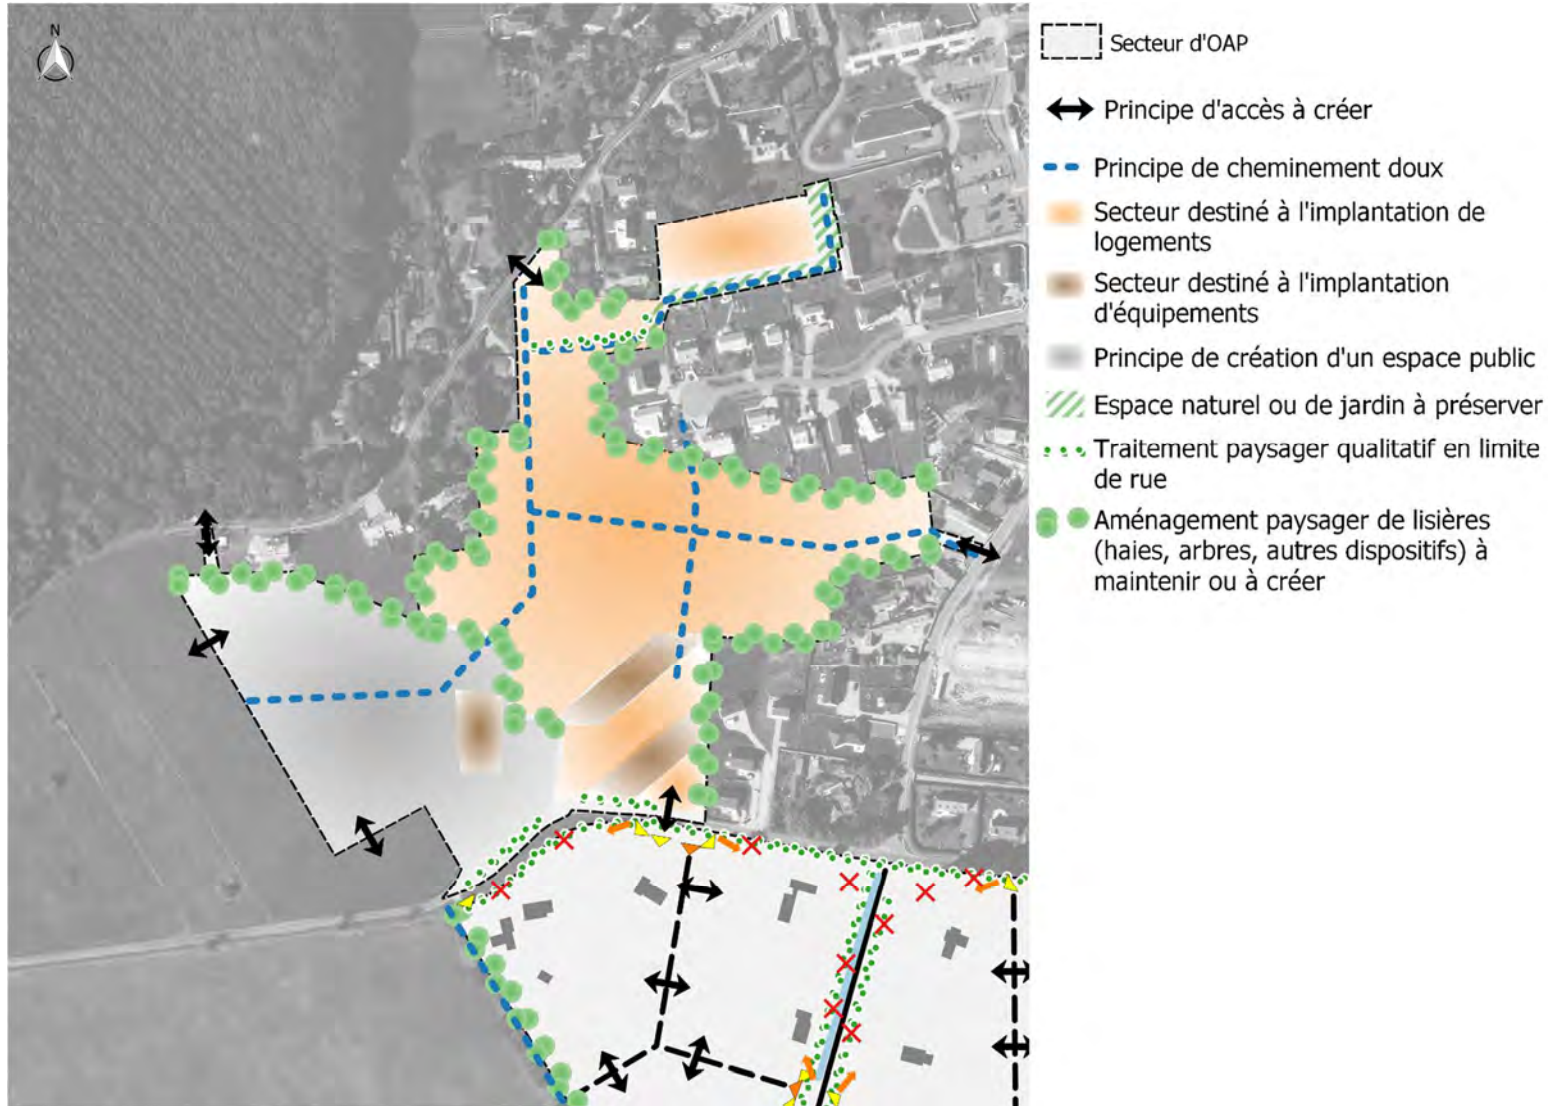 N
Secteur d'OAP
Principe d'accès à créer
Principe de cheminement doux
Secteur destiné à l'implantation de
logements
Secteur destiné à l'implantation
d'équipements
Principe de création d'un espace public
Espace naturel ou de jardin à préserver
Traitement paysager qualitatif en limite
de rue
Aménagement paysager de lisières
(haies, arbres, autres dispositifs) à
maintenir ou à créer